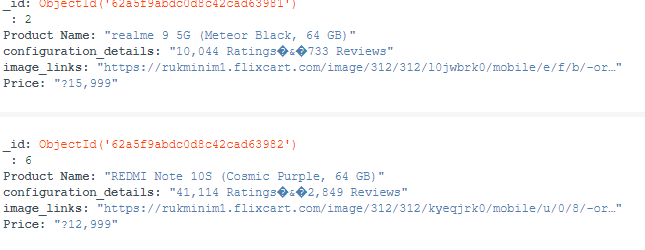 _id: ObjectId('62a5f9abdc0d8c42cad63981')
: 2
Product Name: "realme 9 5G (Meteor Black, 64 GB)"
configuration_details: "10,044 Ratings�&�733 Reviews"
image_links: "https://rukminim1.flixcart.com/image/312/312/l0jwbrk0/mobile/e/f/b/-or…"
Price: "?15,999"
_id: ObjectId('62a5f9abdc0d8c42cad63982')
: 6
Product Name: "REDMI Note 10S (Cosmic Purple, 64 GB)"
configuration_details: "41,114 Ratings�&�2,849 Reviews"
image_links: "https://rukminim1.flixcart.com/image/312/312/kyeqjrk0/mobile/u/0/8/-or…"
Price: "?12,999"